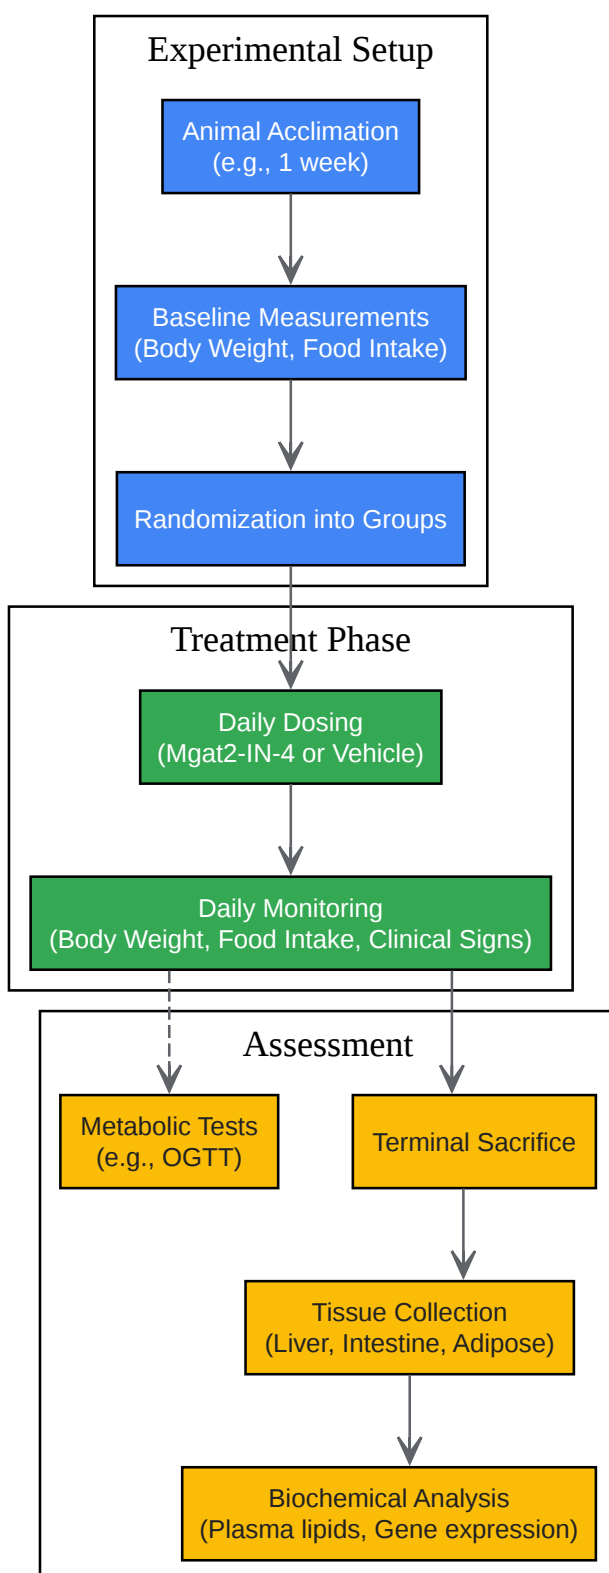 Experimental Setup
Animal Acclimation
(e.g., 1 week)
Baseline Measurements
(Body Weight, Food Intake)
Randomization into Groups
Treatment Phase
Daily Dosing
(Mgat2-IN-4 or Vehicle)
Daily Monitoring
(Body Weight, Food Intake, Clinical Signs)
Assessment
Metabolic Tests
(e.g., OGTT)
Terminal Sacrifice
Tissue Collection
(Liver, Intestine, Adipose)
Biochemical Analysis
(Plasma lipids, Gene expression)